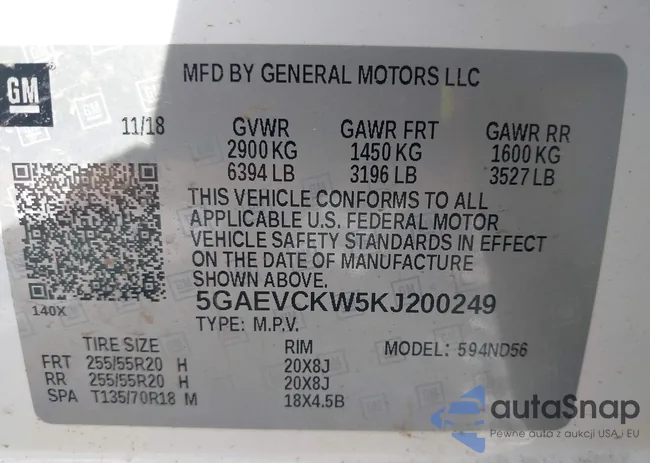 GM
MFD BY GENERAL MOTORS LLC
11/18 GVWR GAWR FRT GAWR RR
2900 KG 1450 KG 1600 KG
6394 LB 3196 LB 3527 LB
THIS VEHICLE CONFORMS TO ALL
APPLICABLE U.S. FEDERAL MOTOR
VEHICLE SAFETY STANDARDS IN EFFECT
ON THE DATE OF MANUFACTURE
SHOWN ABOVE.
140X
5GAEVCKW5KJ200249
TYPE: M.P.V.
TIRE SIZE RIM MODEL: 594ND56
FRT 255/55R20 H 20X8J
RR 255/55R20 H 20X8J
SPA T135/70R18 M 18X4.5B
autaSnap
Pewne auto z aukcji USA i EU